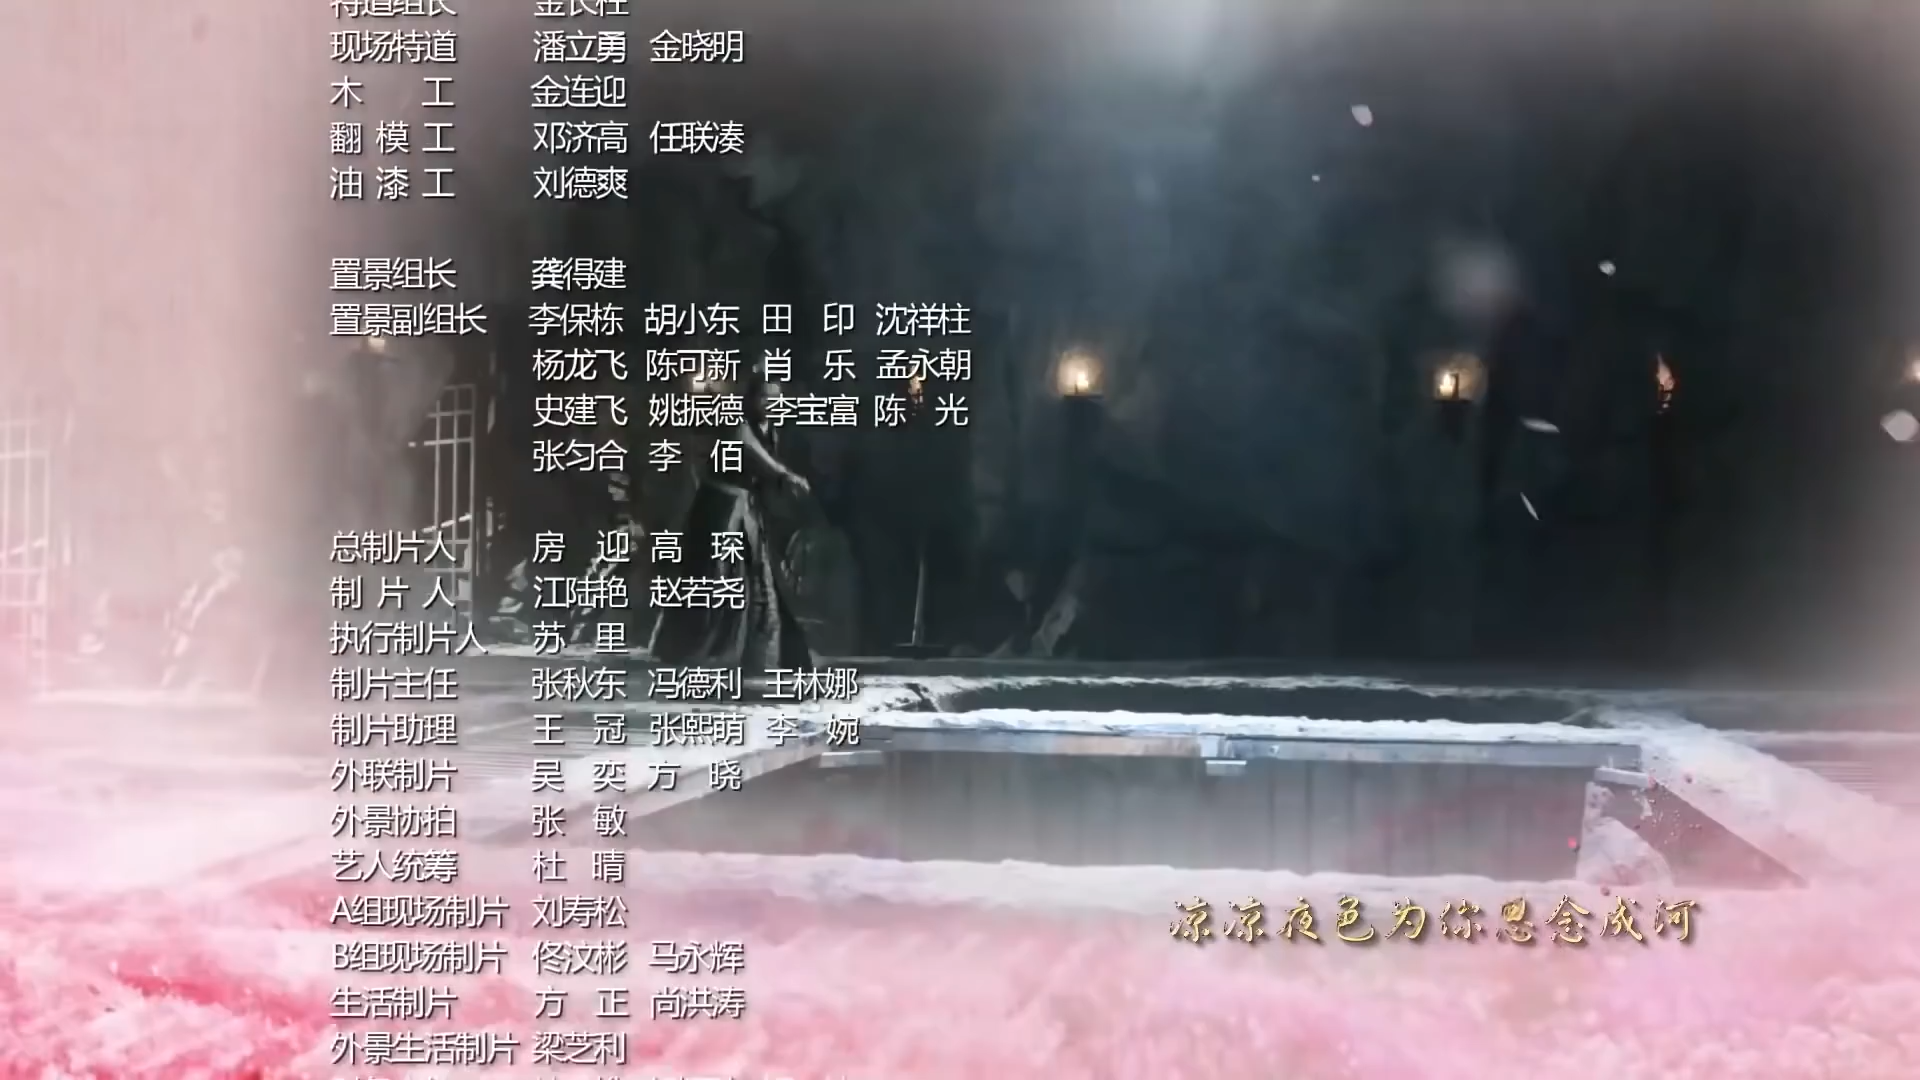 特道组长 金长柱
现场特道 潘立勇 金晓明
木 工 金连迎
翻模工 邓济高 任联凑
油漆工 刘德爽
置景组长 龚得建
置景副组长 李保栋 胡小东 田 印 沈祥柱
杨龙飞 陈可新 肖 乐 孟永朝
史建飞 姚振德 李宝富 陈 光
张匀合 李 佰
总制片人 房 迎 高 琛
制片人 江陆艳 赵若尧
执行制片人 苏 里
制片主任 张秋东 冯德利 王林娜
制片助理 王 冠 张熙萌 李 婉
外联制片 吴 奕 方 晓
外景协拍 张 敏
艺人统筹 杜 晴
A组现场制片 刘寿松
凉凉夜色为你思念成河
B组现场制片 佟汶彬 马永辉
生活制片 方 正 尚洪涛
外景生活制片 梁芝利